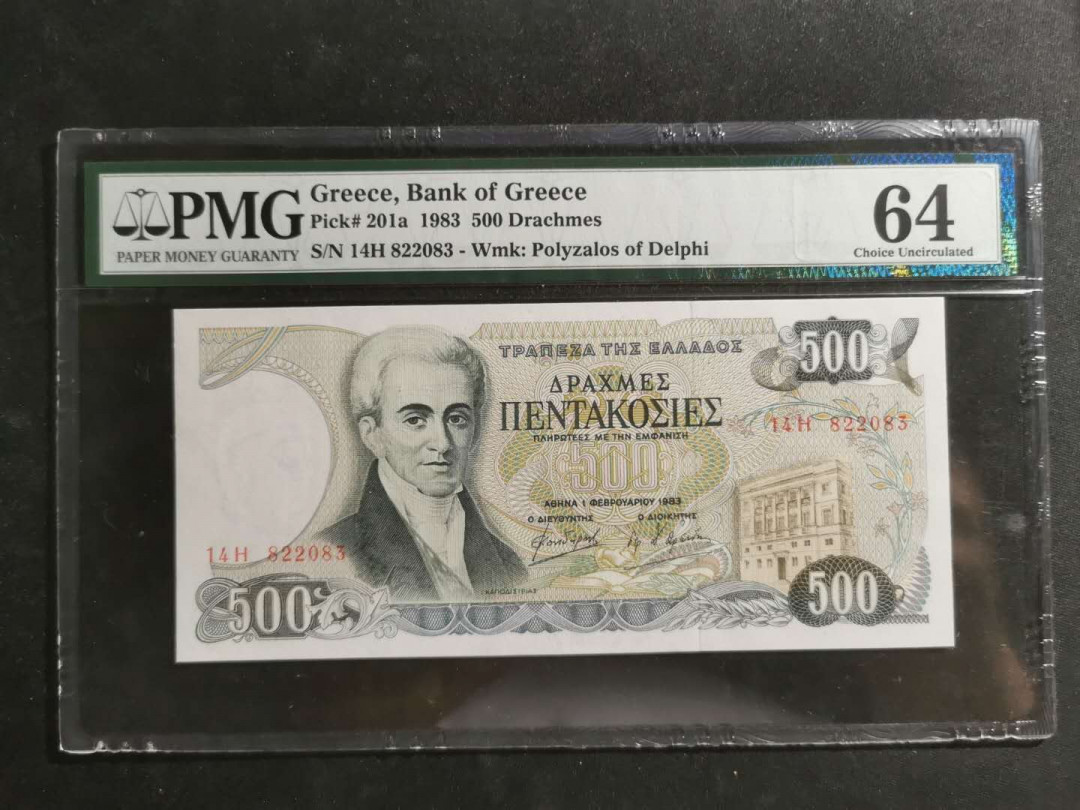 PMG
PAPER MONEY GUARANTY
Greece, Bank of Greece
Pick# 201a 1983 500 Drachmes
S/N 14H 822083 - Wmk: Polyzalos of Delphi
64
Choice Uncirculated
ΤΡΑΠΕΖΑ ΤΗΣ ΕΛΛΑΔΟΣ
500
ΔΡΑΧΜΕΣ
ΠΕΝΤΑΚΟΣΙΕΣ
14Η 822083
ΠΛΗΡΩΤΕΕΣ ΜΕ ΤΗΝ ΕΜΦΑΝΙΣΗ
500
ΑΘΗΝΑ 1 ΦΕΒΡΟΥΑΡΙΟΥ 1983
Ο ΔΙΕΥΘΥΝΤΗΣ Ο ΔΙΟΙΚΗΤΗΣ
14Η 822083
Ι. ΚΑΠΟΔΙΣΤΡΙΑΣ
500
500